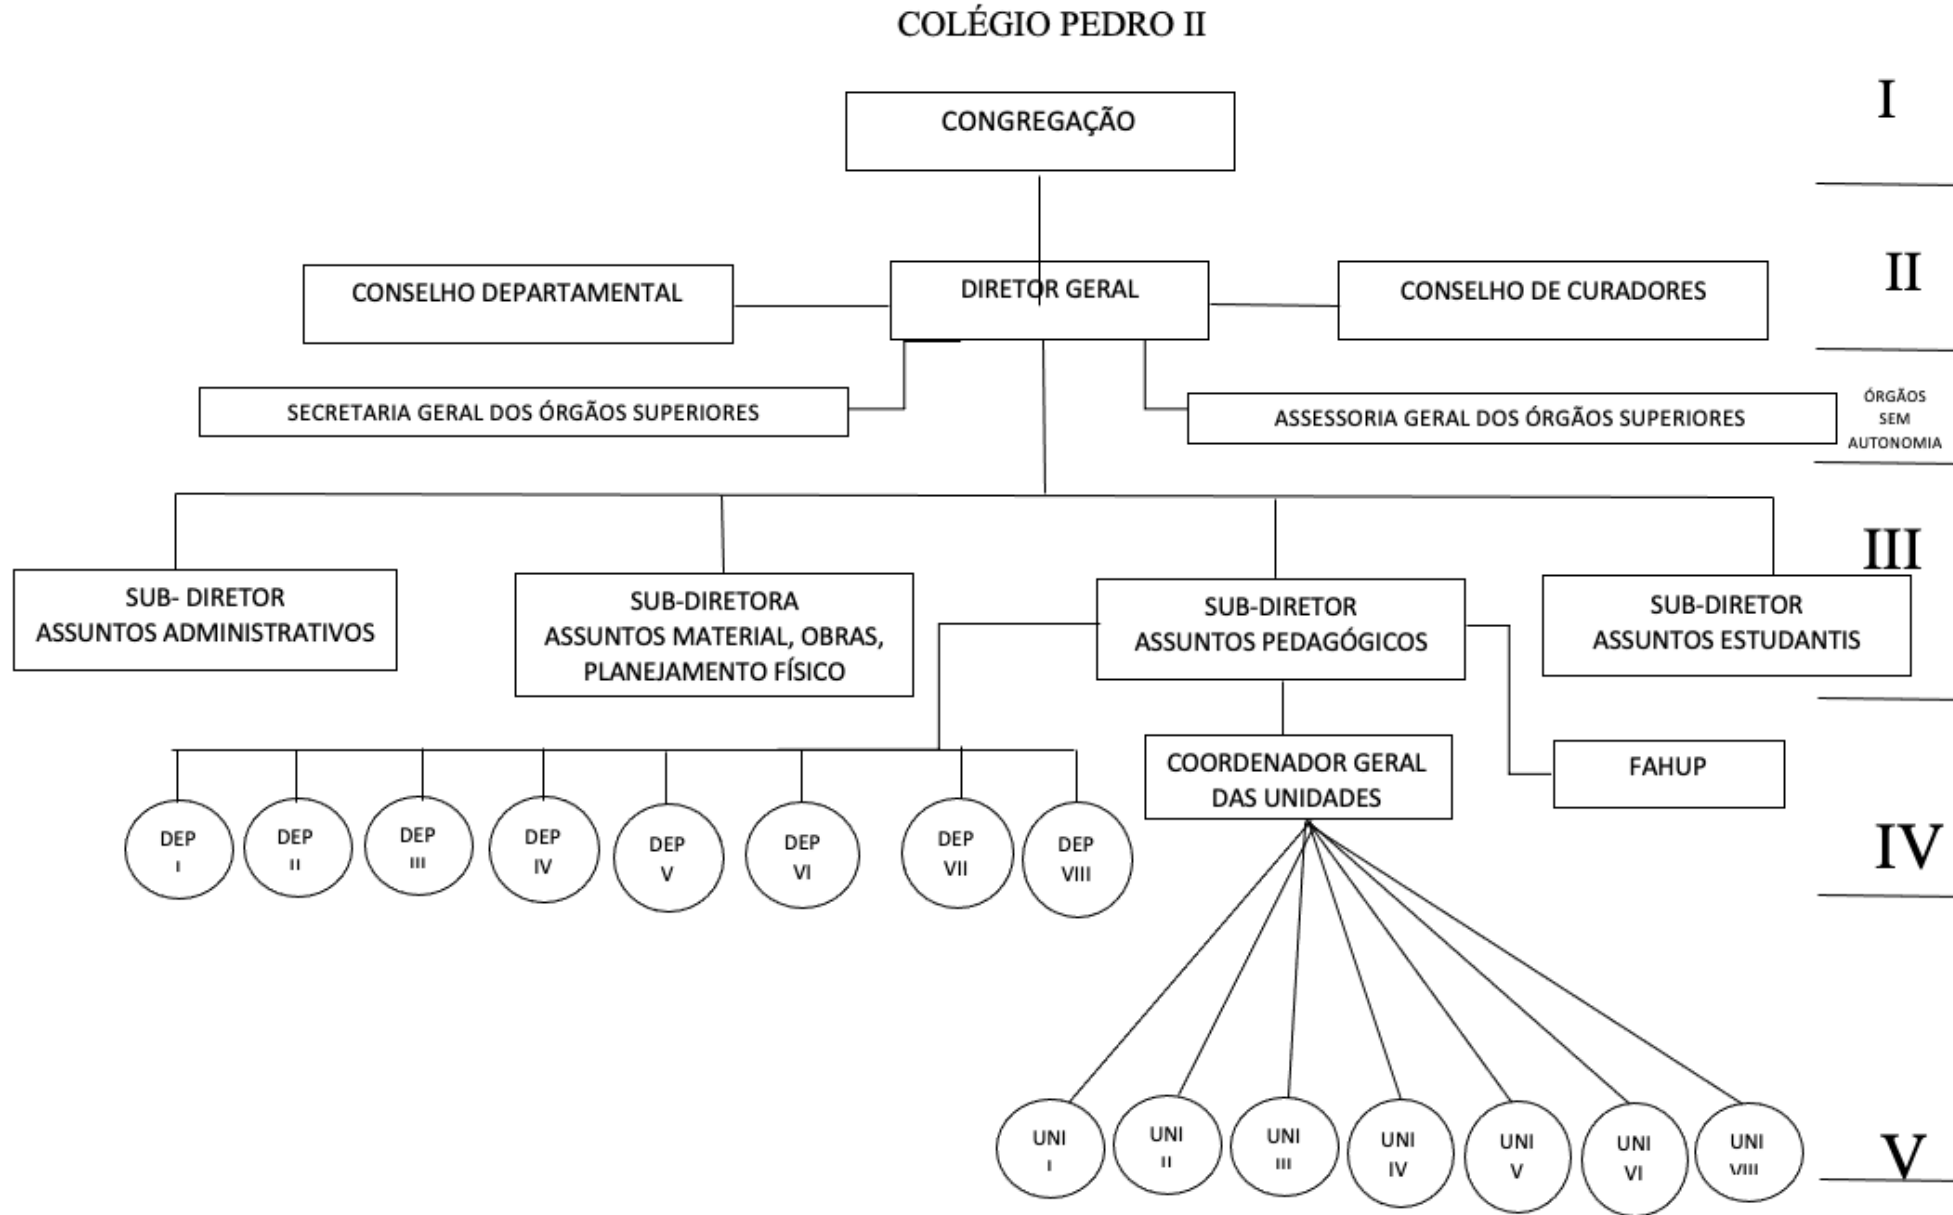 COLÉGIO PEDRO II
I
CONGREGAÇÃO
II
CONSELHO DEPARTAMENTAL
DIRETOR GERAL
CONSELHO DE CURADORES
SECRETARIA GERAL DOS ÓRGÃOS SUPERIORES
ASSESSORIA GERAL DOS ÓRGÃOS SUPERIORES
ÓRGÃOS
SEM
AUTONOMIA
III
SUB- DIRETOR
ASSUNTOS ADMINISTRATIVOS
SUB-DIRETORA
ASSUNTOS MATERIAL, OBRAS,
PLANEJAMENTO FÍSICO
SUB-DIRETOR
ASSUNTOS PEDAGÓGICOS
SUB-DIRETOR
ASSUNTOS ESTUDANTIS
COORDENADOR GERAL
DAS UNIDADES
FAHUP
IV
DEP
I
DEP
II
DEP
III
DEP
IV
DEP
V
DEP
VI
DEP
VII
DEP
VIII
UNI
I
UNI
II
UNI
III
UNI
IV
UNI
V
UNI
VI
UNI
VIII
V